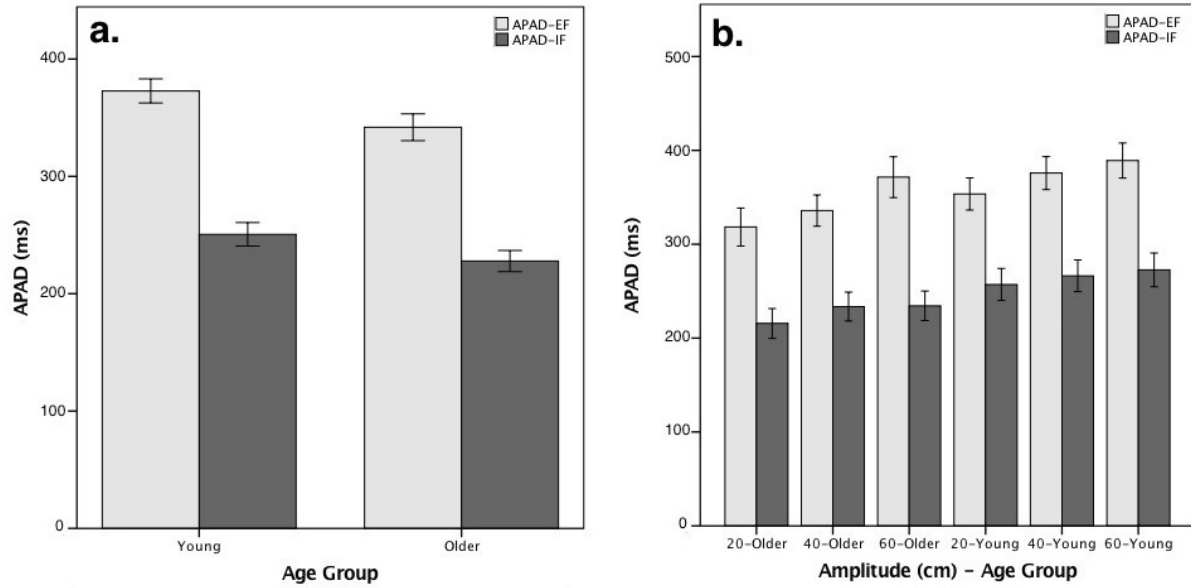 a.
APAD-EF
APAD-IF
400
300
200
100
0
APAD (ms)
Young
Older
Age Group
b.
APAD-EF
APAD-IF
500
400
300
200
100
0
APAD (ms)
20-Older
40-Older
60-Older
20-Young
40-Young
60-Young
Amplitude (cm) – Age Group